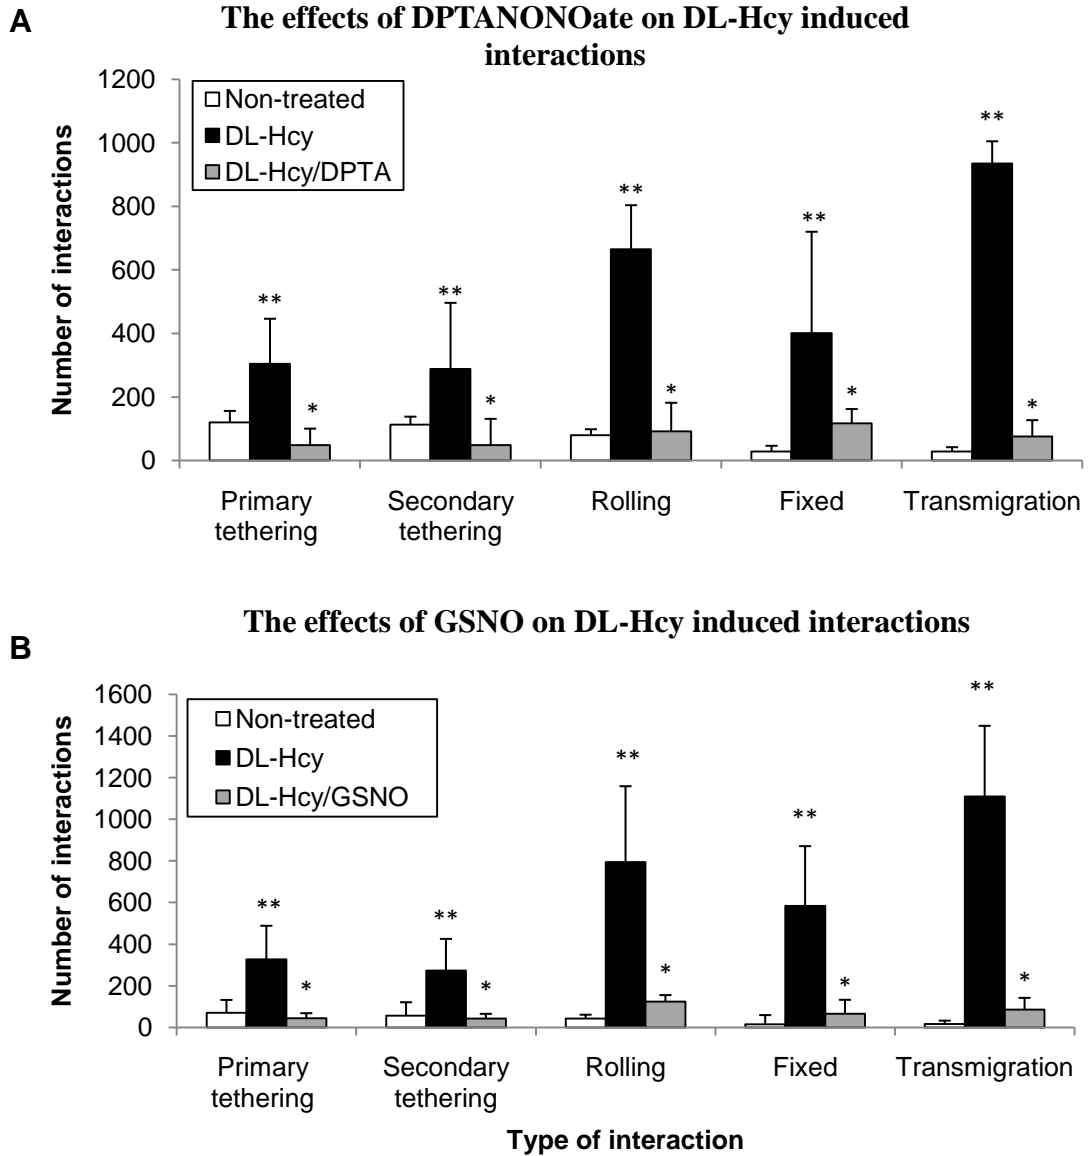 A
The effects of DPTANONOate on DL-Hcy induced
interactions
1200
1000
800
600
400
200
0
Number of interactions
Non-treated
DL-Hcy
DL-Hcy/DPTA
** * ** * ** * ** * ** *
Primary tethering
Secondary tethering
Rolling
Fixed
Transmigration
B
The effects of GSNO on DL-Hcy induced interactions
1600
1400
1200
1000
800
600
400
200
0
Number of interactions
Non-treated
DL-Hcy
DL-Hcy/GSNO
** * ** * ** * ** * ** *
Primary tethering
Secondary tethering
Rolling
Fixed
Transmigration
Type of interaction